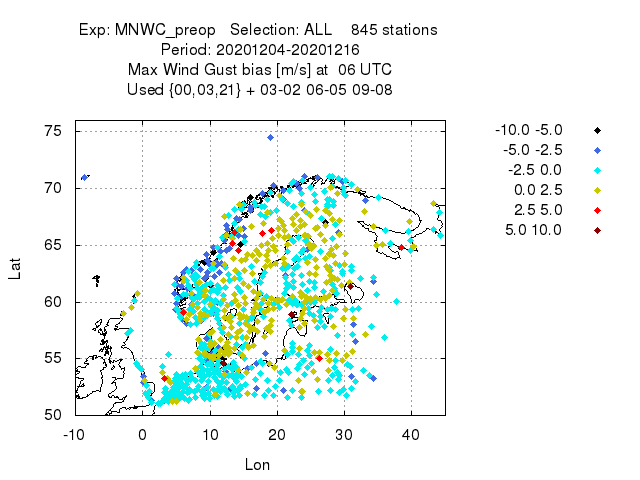 Exp: MNWC_preop Selection: ALL 845 stations
Period: 20201204-20201216
Max Wind Gust bias [m/s] at 06 UTC
Used {00,03,21} + 03-02 06-05 09-08
75
70
65
60
55
50
-10 0 10 20 30 40
Lat
Lon
-10.0 -5.0
-5.0 -2.5
-2.5 0.0
0.0 2.5
2.5 5.0
5.0 10.0